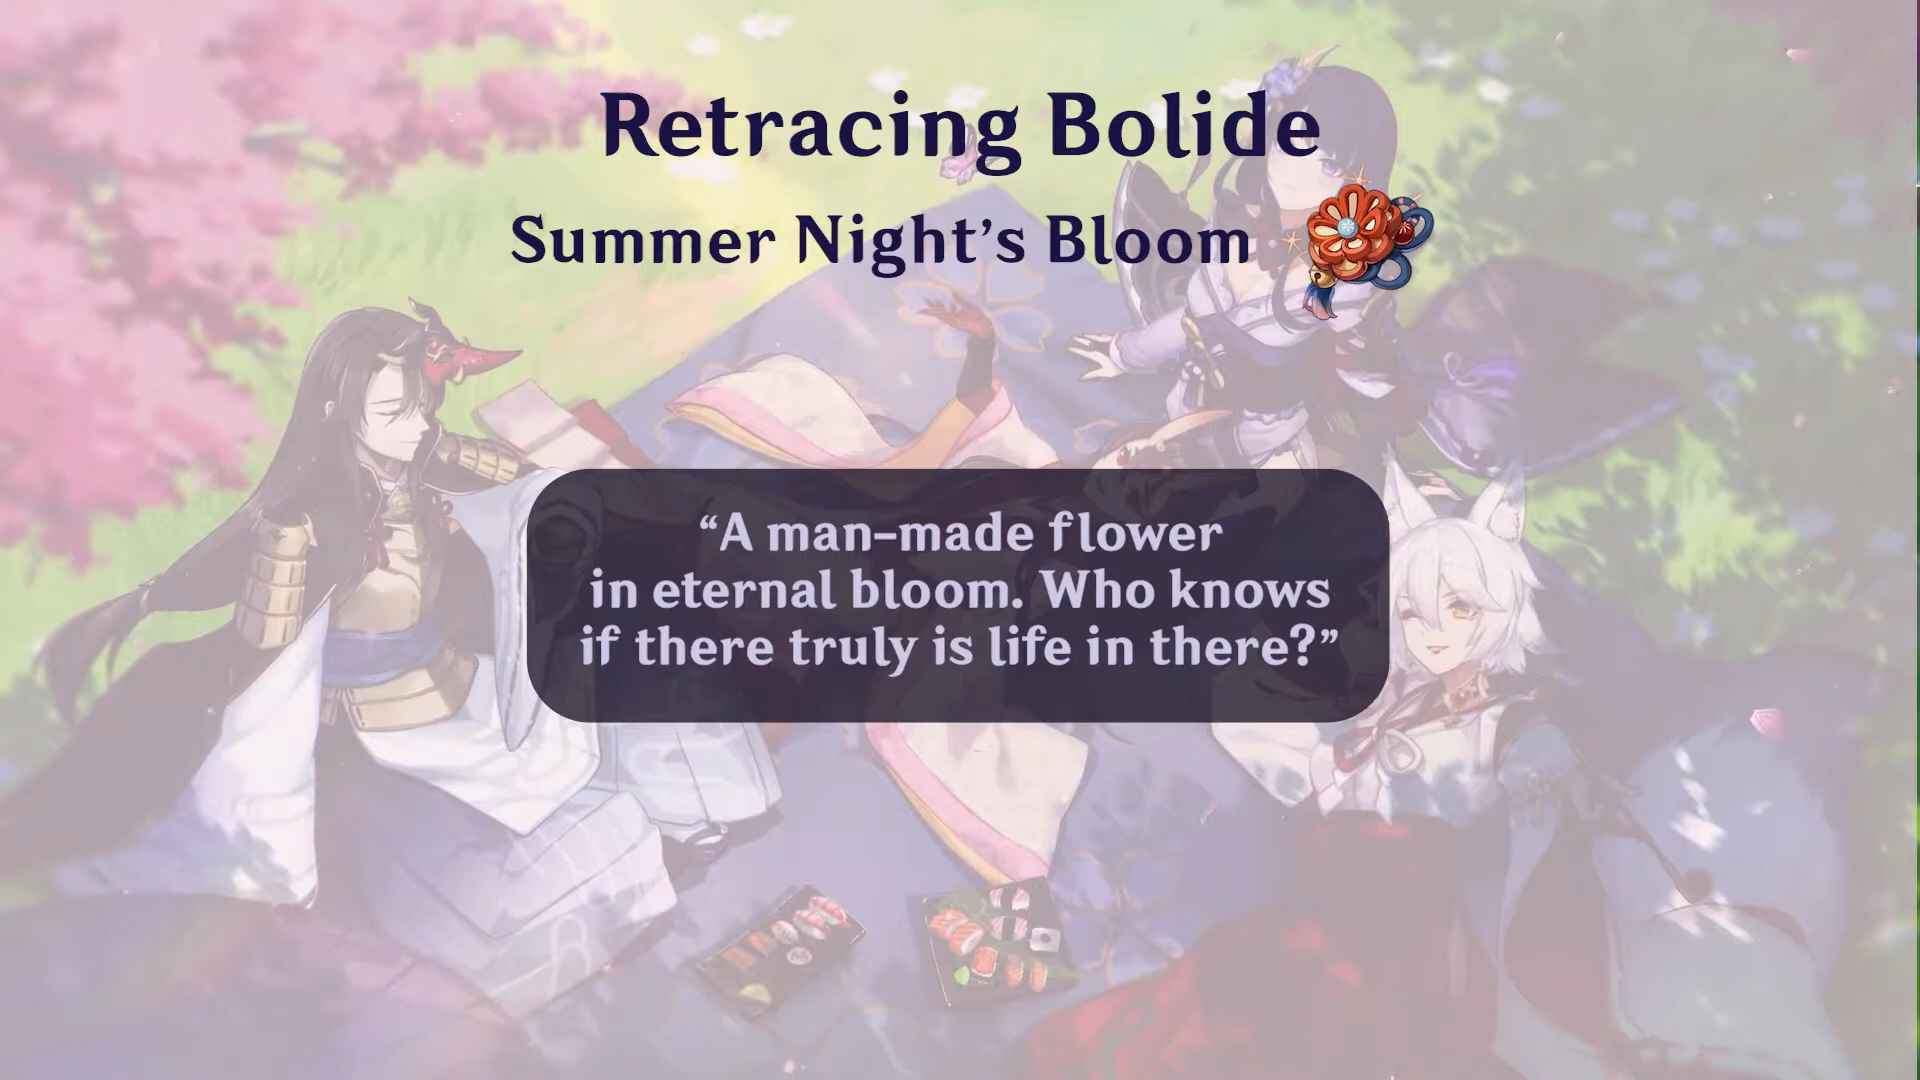 Retracing Bolide
Summer Night’s Bloom
“A man-made flower
in eternal bloom. Who knows
if there truly is life in there?”